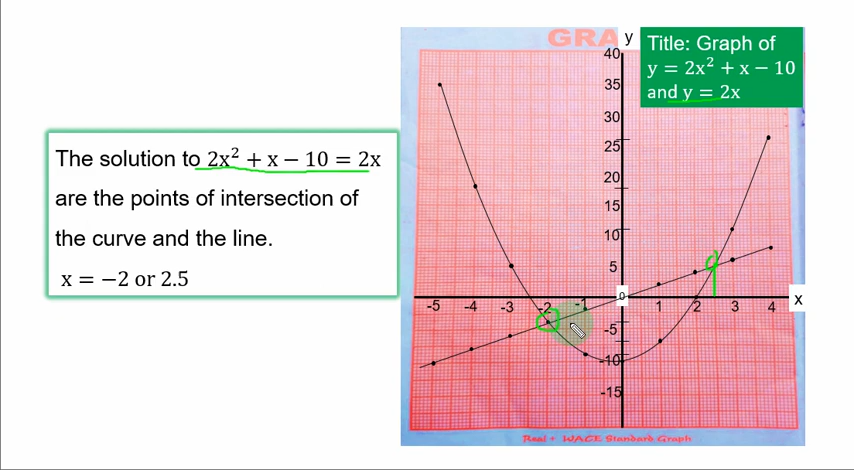 GRA
y
Title: Graph of
y = 2x² + x − 10
and y = 2x
40
35
30
25
20
15
10
5
The solution to 2x² + x − 10 = 2x
are the points of intersection of
the curve and the line.
x = −2 or 2.5
-5 -4 -3 -2 -1 0 1 2 3 4 x
-5
-10
-15
Real + WACE Standard Graph